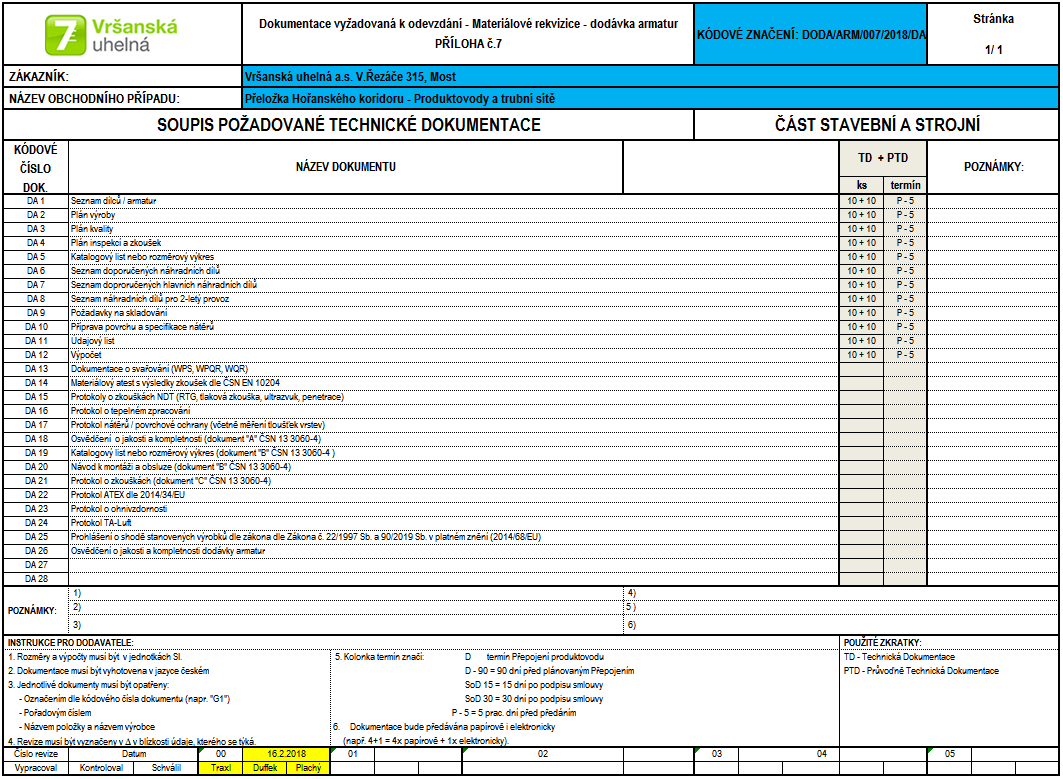 7 Vršanská
uhelná
Dokumentace vyžadovaná k odevzdání - Materiálové rekvizice - dodávka armatur
PŘÍLOHA č.7
KÓDOVÉ ZNAČENÍ: DODA/ARM/007/2018/DA
Stránka
1/ 1
ZÁKAZNÍK: Vršanská uhelná a.s. V.Řezáče 315, Most
NÁZEV OBCHODNÍHO PŘÍPADU: Přeložka Hořanského koridoru - Produktovody a trubní sítě
SOUPIS POŽADOVANÉ TECHNICKÉ DOKUMENTACE ČÁST STAVEBNÍ A STROJNÍ
KÓDOVÉ
ČÍSLO
DOK.
NÁZEV DOKUMENTU
TD + PTD
ks termín
POZNÁMKY:
DA 1 Seznam dílců / armatur 10 + 10 P - 5
DA 2 Plán výroby 10 + 10 P - 5
DA 3 Plán kvality 10 + 10 P - 5
DA 4 Plán inspekcí a zkoušek 10 + 10 P - 5
DA 5 Katalogový list nebo rozměrový výkres 10 + 10 P - 5
DA 6 Seznam doporučených náhradních dílů 10 + 10 P - 5
DA 7 Seznam doproručených hlavních náhradních dílů 10 + 10 P - 5
DA 8 Seznam náhradních dílů pro 2-letý provoz 10 + 10 P - 5
DA 9 Požadavky na skladování 10 + 10 P - 5
DA 10 Příprava povrchu a specifikace nátěrů 10 + 10 P - 5
DA 11 Údajový list 10 + 10 P - 5
DA 12 Výpočet 10 + 10 P - 5
DA 13 Dokumentace o svařování (WPS, WPQR, WQR)
DA 14 Materiálový atest s výsledky zkoušek dle ČSN EN 10204
DA 15 Protokoly o zkouškách NDT (RTG, tlaková zkouška, ultrazvuk, penetrace)
DA 16 Protokol o tepelném zpracování
DA 17 Protokol nátěrů / povrchové ochrany (včetně měření tloušťek vrstev)
DA 18 Osvědčení o jakosti a kompletnosti (dokument "A" ČSN 13 3060-4)
DA 19 Katalogový list nebo rozměrový výkres (dokument "B" ČSN 13 3060-4 )
DA 20 Návod k montáži a obsluze (dokument "B" ČSN 13 3060-4)
DA 21 Protokol o zkouškách (dokument "C" ČSN 13 3060-4)
DA 22 Protokol ATEX dle 2014/34/EU
DA 23 Protokol o ohnivzdornosti
DA 24 Protokol TA-Luft
DA 25 Prohlášení o shodě stanovených výrobků dle zákona dle Zákona č. 22/1997 Sb. a 90/2019 Sb. v platném znění (2014/68/EU)
DA 26 Osvědčení o jakosti a kompletnosti dodávky armatur
DA 27
DA 28
POZNÁMKY:
1) 4)
2) 5 )
3) 6)
INSTRUKCE PRO DODAVATELE: POUŽITÉ ZKRATKY:
1. Rozměry a výpočty musí být v jednotkách SI. 5. Kolonka termín značí: D termín Přepojení produktovodu TD - Technická Dokumentace
2. Dokumentace musí být vyhotovena v jazyce českém D - 90 = 90 dní před plánovaným Přepojením PTD - Průvodně Technická Dokumentace
3. Jednotlivé dokumenty musí být opatřeny: SoD 15 = 15 dní po podpisu smlouvy
- Označením dle kódového čísla dokumentu (např. "G1") SoD 30 = 30 dní po podpisu smlouvy
- Pořadovým číslem P - 5 = 5 prac. dní před předáním
- Názvem položky a názvem výrobce 6. Dokumentace bude předávána papírově i elektronicky
4. Revize musí být vyznačeny v Δ v blízkosti údaje, kterého se týká. (např. 4+1 = 4x papírově + 1x elektronicky).
Číslo revize Datum 00 16.2.2018 01 02 03 04 05
Vypracoval Kontroloval Schválil Traxl Duffek Plachý